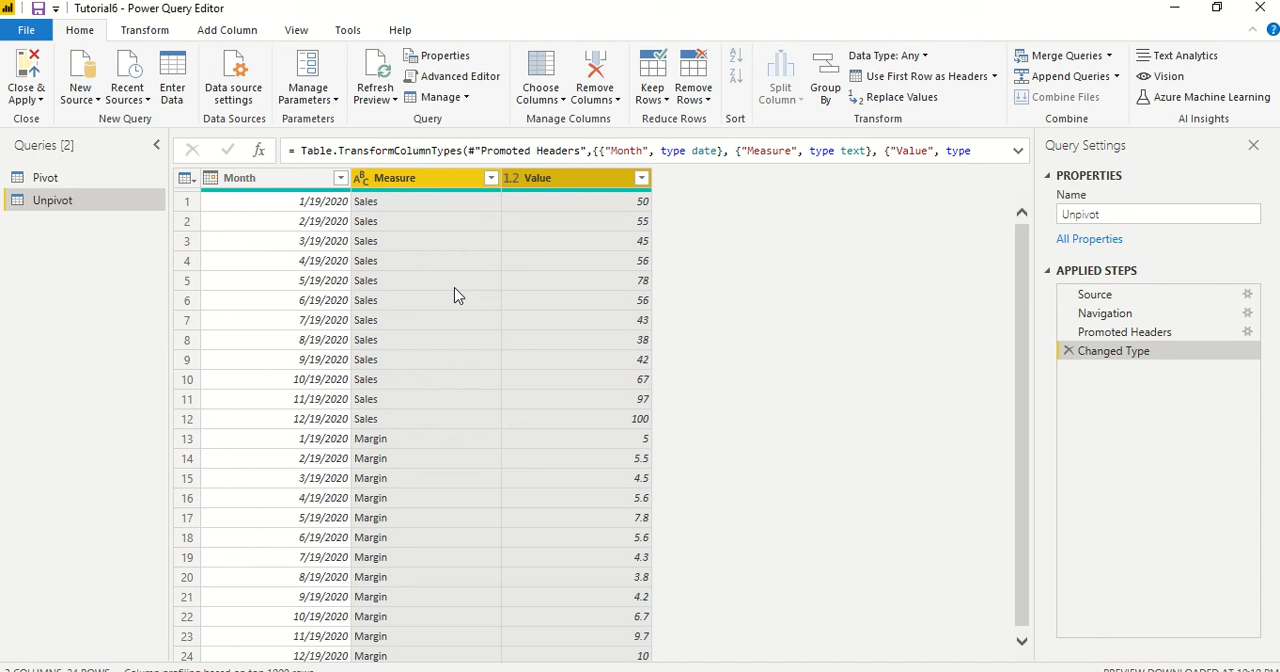 Tutorial6 - Power Query Editor
File Home Transform Add Column View Tools Help
Close & Apply
New Source
Recent Sources
Enter Data
Data source settings
Manage Parameters
Refresh Preview
Properties
Advanced Editor
Manage
Choose Columns
Remove Columns
Keep Rows
Remove Rows
Split Column
Group By
Data Type: Any
Use First Row as Headers
Replace Values
Merge Queries
Append Queries
Combine Files
Text Analytics
Vision
Azure Machine Learning
Close New Query Data Sources Parameters Query Manage Columns Reduce Rows Sort Transform Combine AI Insights
Queries [2]
Pivot
Unpivot
fx = Table.TransformColumnTypes(#"Promoted Headers",{{"Month", type date}, {"Measure", type text}, {"Value", type
Month ABC Measure 1.2 Value
1 1/19/2020 Sales 50
2 2/19/2020 Sales 55
3 3/19/2020 Sales 45
4 4/19/2020 Sales 56
5 5/19/2020 Sales 78
6 6/19/2020 Sales 56
7 7/19/2020 Sales 43
8 8/19/2020 Sales 38
9 9/19/2020 Sales 42
10 10/19/2020 Sales 67
11 11/19/2020 Sales 97
12 12/19/2020 Sales 100
13 1/19/2020 Margin 5
14 2/19/2020 Margin 5.5
15 3/19/2020 Margin 4.5
16 4/19/2020 Margin 5.6
17 5/19/2020 Margin 7.8
18 6/19/2020 Margin 5.6
19 7/19/2020 Margin 4.3
20 8/19/2020 Margin 3.8
21 9/19/2020 Margin 4.2
22 10/19/2020 Margin 6.7
23 11/19/2020 Margin 9.7
24 12/19/2020 Margin 10
Query Settings
PROPERTIES
Name
Unpivot
All Properties
APPLIED STEPS
Source
Navigation
Promoted Headers
Changed Type